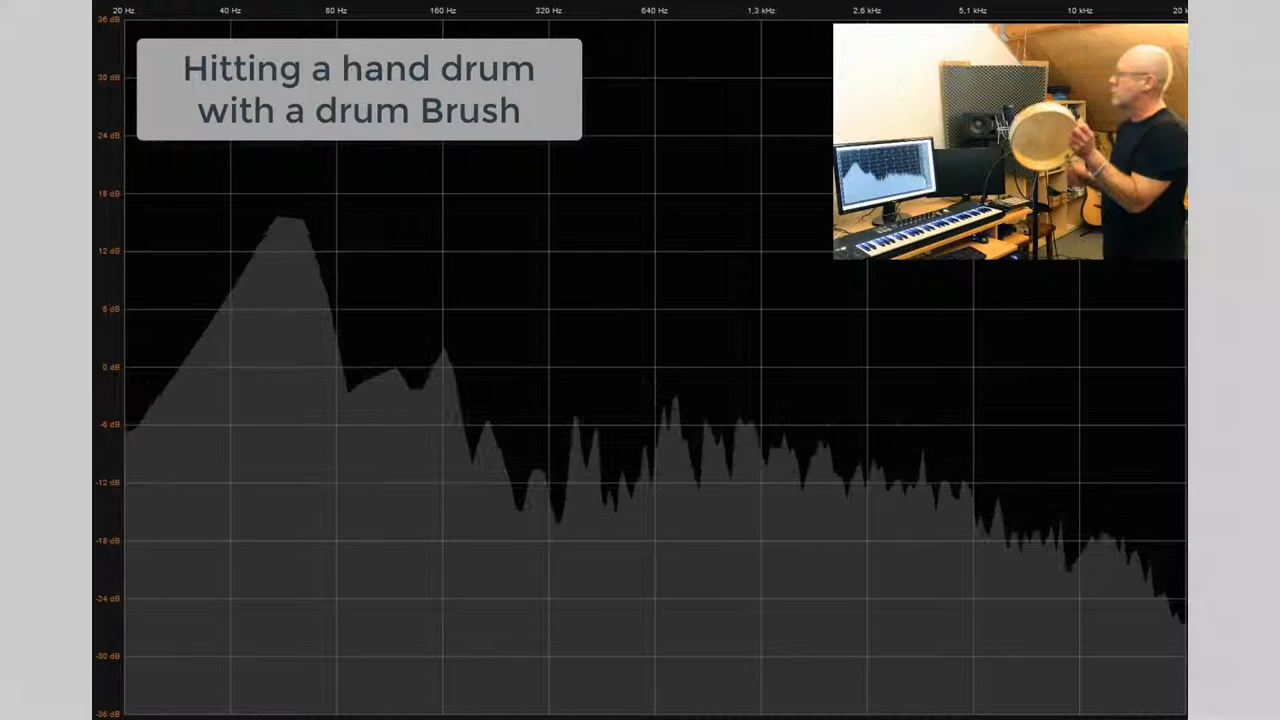 20 Hz 40 Hz 80 Hz 160 Hz 320 Hz 640 Hz 1,3 kHz 2,6 kHz 5,1 kHz 10 kHz 20 k
36 dB
Hitting a hand drum
30 dB
with a drum Brush
24 dB
18 dB
12 dB
6 dB
0 dB
-6 dB
-12 dB
-18 dB
-24 dB
-30 dB
-36 dB